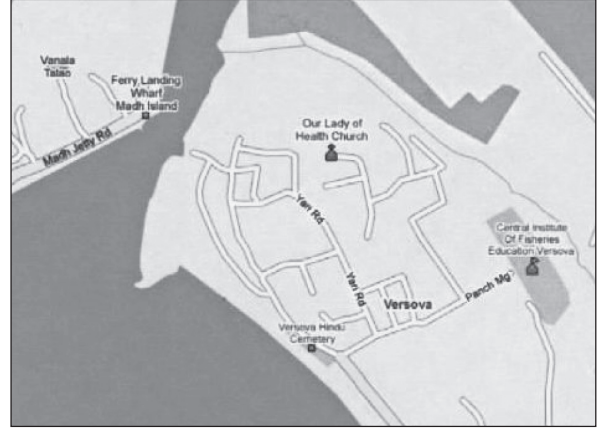 Vanala
Talao
Ferry Landing
Wharf
Madh Island
Madh Jetty Rd
Our Lady of
Health Church
Yari Rd
Central Institute
Of Fisheries
Education Versova
Yari Rd
Panch Mg
Versova
Versova Hindu
Cemetery